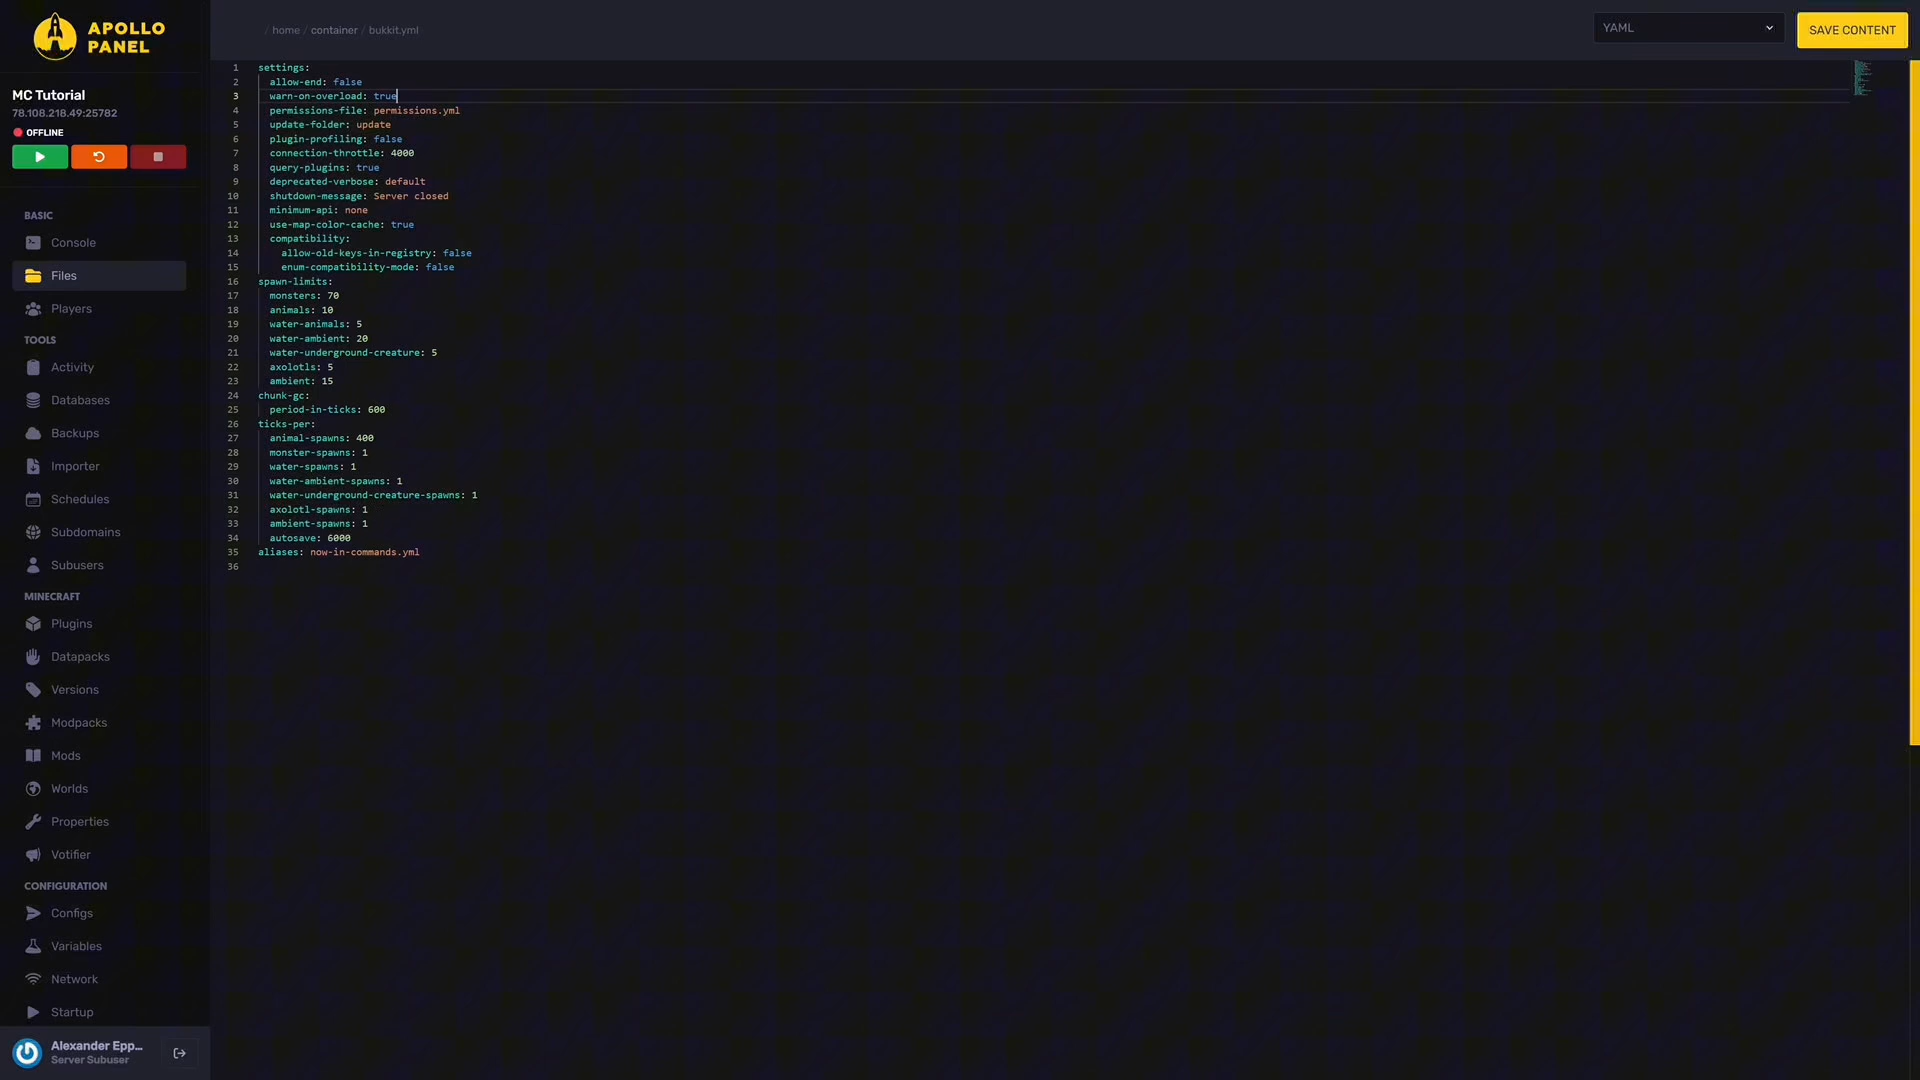 APOLLO
PANEL
MC Tutorial
78.108.218.49:25782
OFFLINE
BASIC
Console
Files
Players
TOOLS
Activity
Databases
Backups
Importer
Schedules
Subdomains
Subusers
MINECRAFT
Plugins
Datapacks
Versions
Modpacks
Mods
Worlds
Properties
Votifier
CONFIGURATION
Configs
Variables
Network
Startup
Alexander Epp...
Server Subuser
/ home / container / bukkit.yml
YAML
SAVE CONTENT
1 settings:
2 allow-end: false
3 warn-on-overload: true
4 permissions-file: permissions.yml
5 update-folder: update
6 plugin-profiling: false
7 connection-throttle: 4000
8 query-plugins: true
9 deprecated-verbose: default
10 shutdown-message: Server closed
11 minimum-api: none
12 use-map-color-cache: true
13 compatibility:
14 allow-old-keys-in-registry: false
15 enum-compatibility-mode: false
16 spawn-limits:
17 monsters: 70
18 animals: 10
19 water-animals: 5
20 water-ambient: 20
21 water-underground-creature: 5
22 axolotls: 5
23 ambient: 15
24 chunk-gc:
25 period-in-ticks: 600
26 ticks-per:
27 animal-spawns: 400
28 monster-spawns: 1
29 water-spawns: 1
30 water-ambient-spawns: 1
31 water-underground-creature-spawns: 1
32 axolotl-spawns: 1
33 ambient-spawns: 1
34 autosave: 6000
35 aliases: now-in-commands.yml
36